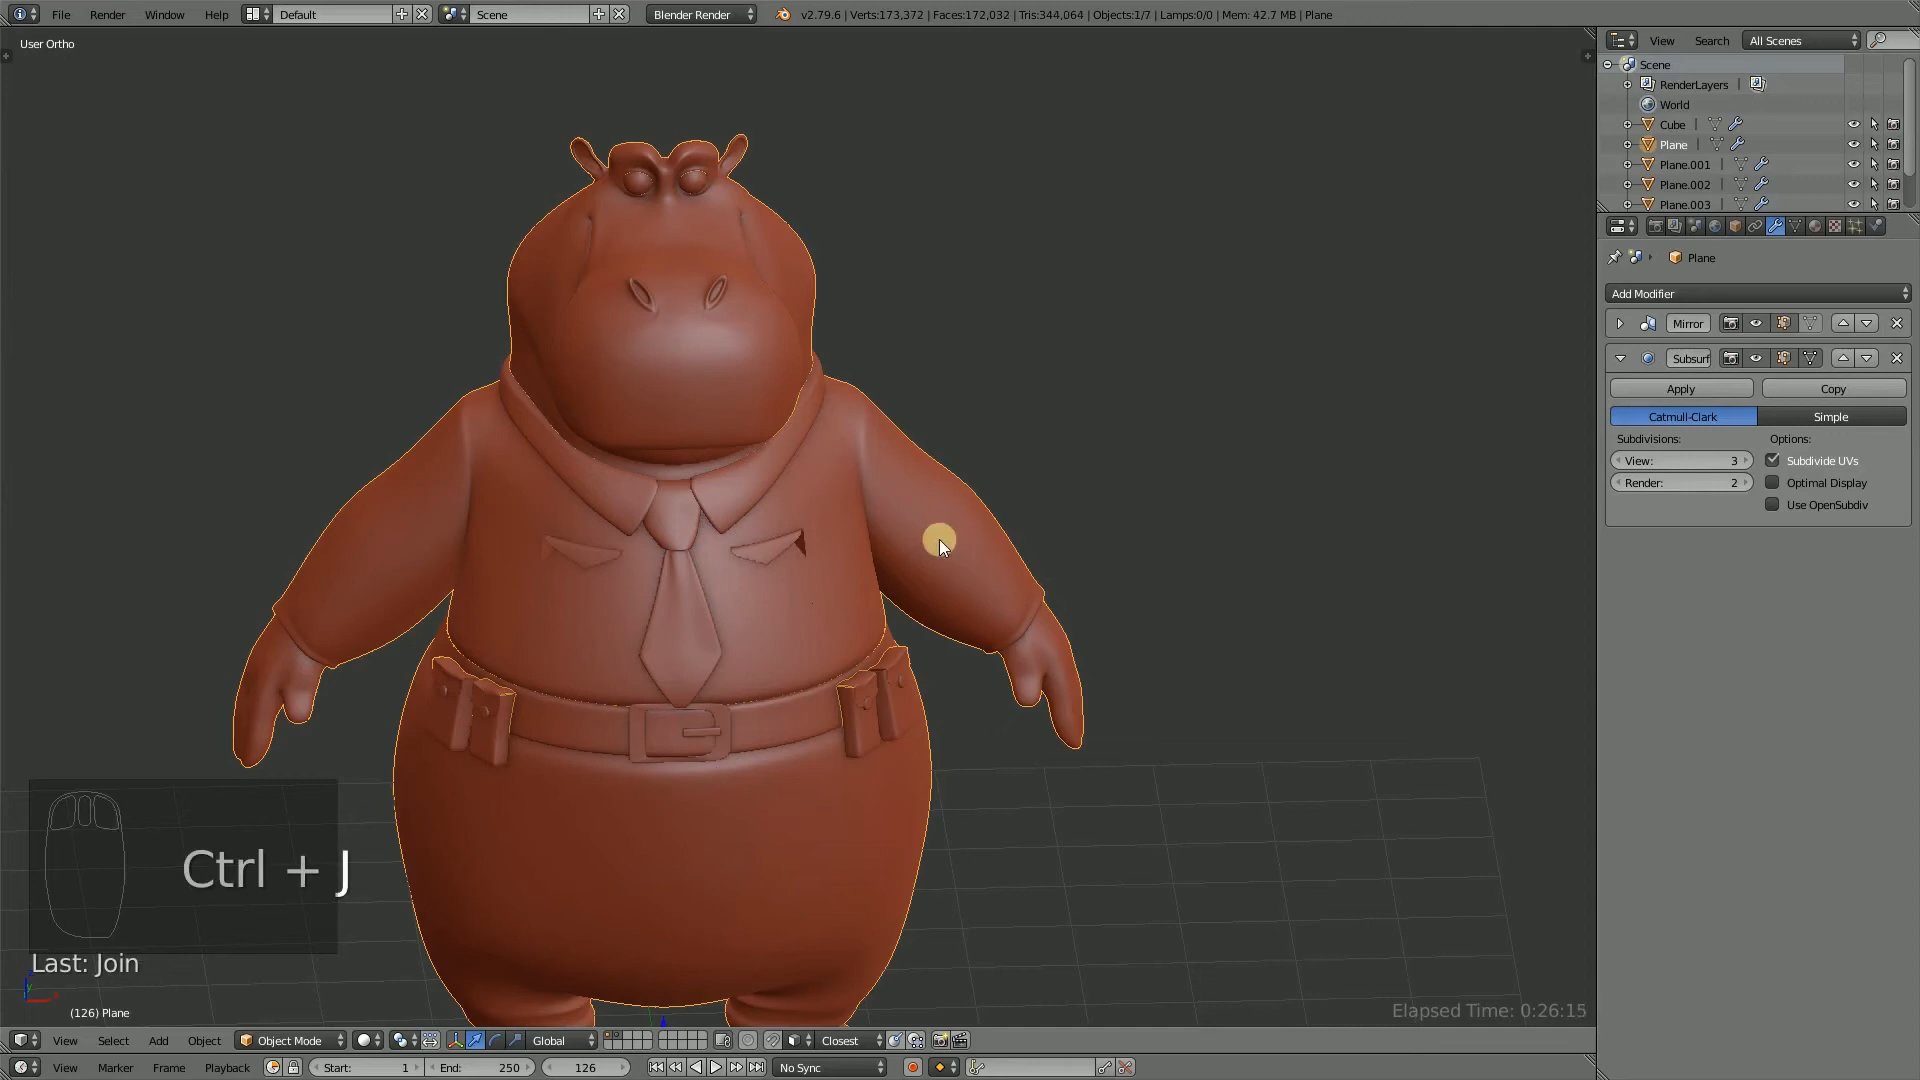 File Render Window Help Default Scene Blender Render v2.79.6 | Verts:173,372 | Faces:172,032 | Tris:344,064 | Objects:1/7 | Lamps:0/0 | Mem: 42.7 MB | Plane
User Ortho
View Search All Scenes
Scene
RenderLayers
World
Cube
Plane
Plane.001
Plane.002
Plane.003
Plane
Add Modifier
Mirror
Subsurf
Apply Copy
Catmull-Clark Simple
Subdivisions: Options:
View: 3 Subdivide UVs
Render: 2 Optimal Display
Use OpenSubdiv
Ctrl + J
Last: Join
(126) Plane
Elapsed Time: 0:26:15
View Select Add Object Object Mode Global Closest
View Marker Frame Playback Start: 1 End: 250 126 No Sync